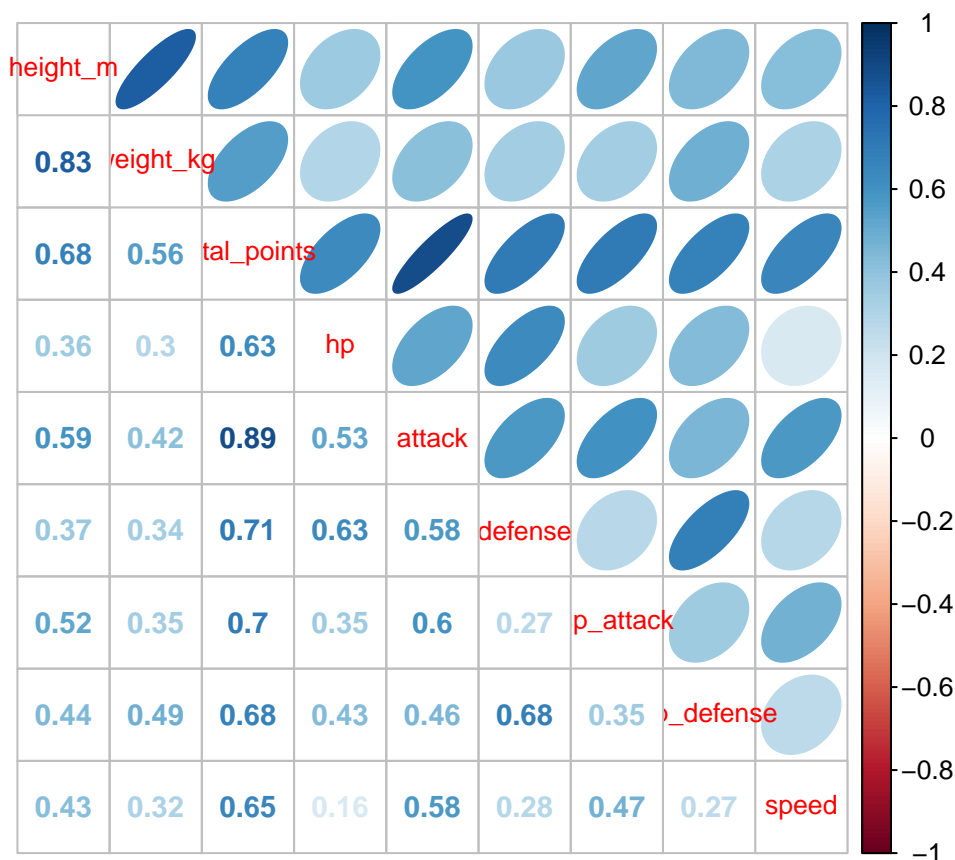 height_m
0.83 eight_kg
0.68 0.56 tal_points
0.36 0.3 0.63 hp
0.59 0.42 0.89 0.53 attack
0.37 0.34 0.71 0.63 0.58 defense
0.52 0.35 0.7 0.35 0.6 0.27 p_attack
0.44 0.49 0.68 0.43 0.46 0.68 0.35 _defense
0.43 0.32 0.65 0.16 0.58 0.28 0.47 0.27 speed
1
0.8
0.6
0.4
0.2
0
−0.2
−0.4
−0.6
−0.8
−1